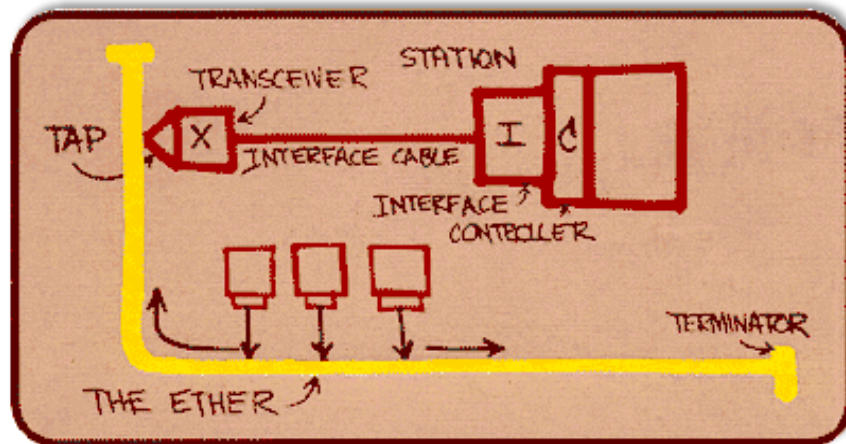 STATION
TRANSCEIVER
TAP
X
I
C
INTERFACE CABLE
INTERFACE
CONTROLLER
TERMINATOR
THE ETHER